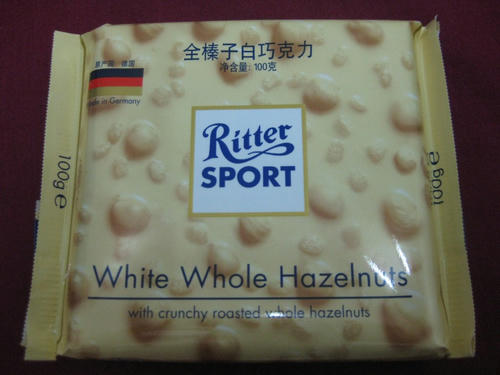 全榛子白巧克力
净含量: 100克
原产国: 德国
Made in Germany
Ritter
SPORT
100g e
100g e
White Whole Hazelnuts
with crunchy roasted whole hazelnuts